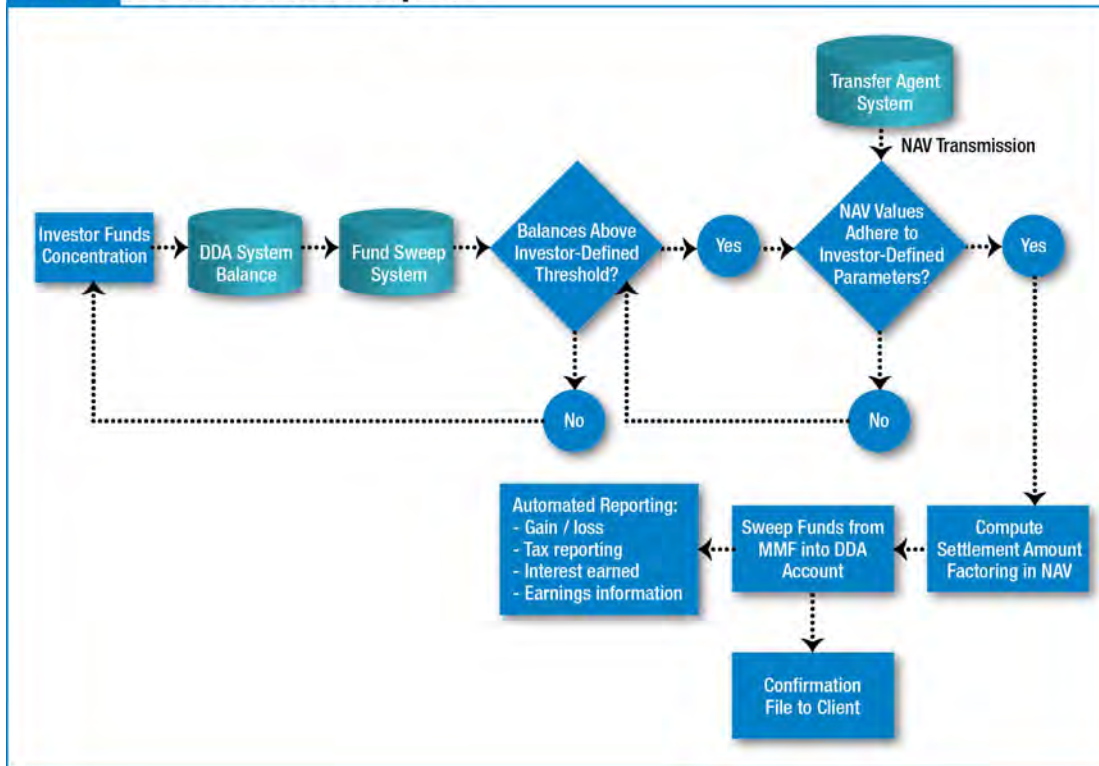 Transfer Agent
System
NAV Transmission
Investor Funds
Concentration
DDA System
Balance
Fund Sweep
System
Balances Above
Investor-Defined
Threshold?
Yes
NAV Values
Adhere to
Investor-Defined
Parameters?
Yes
No
No
Automated Reporting:
- Gain / loss
- Tax reporting
- Interest earned
- Earnings information
Sweep Funds from
MMF into DDA
Account
Compute
Settlement Amount
Factoring in NAV
Confirmation
File to Client